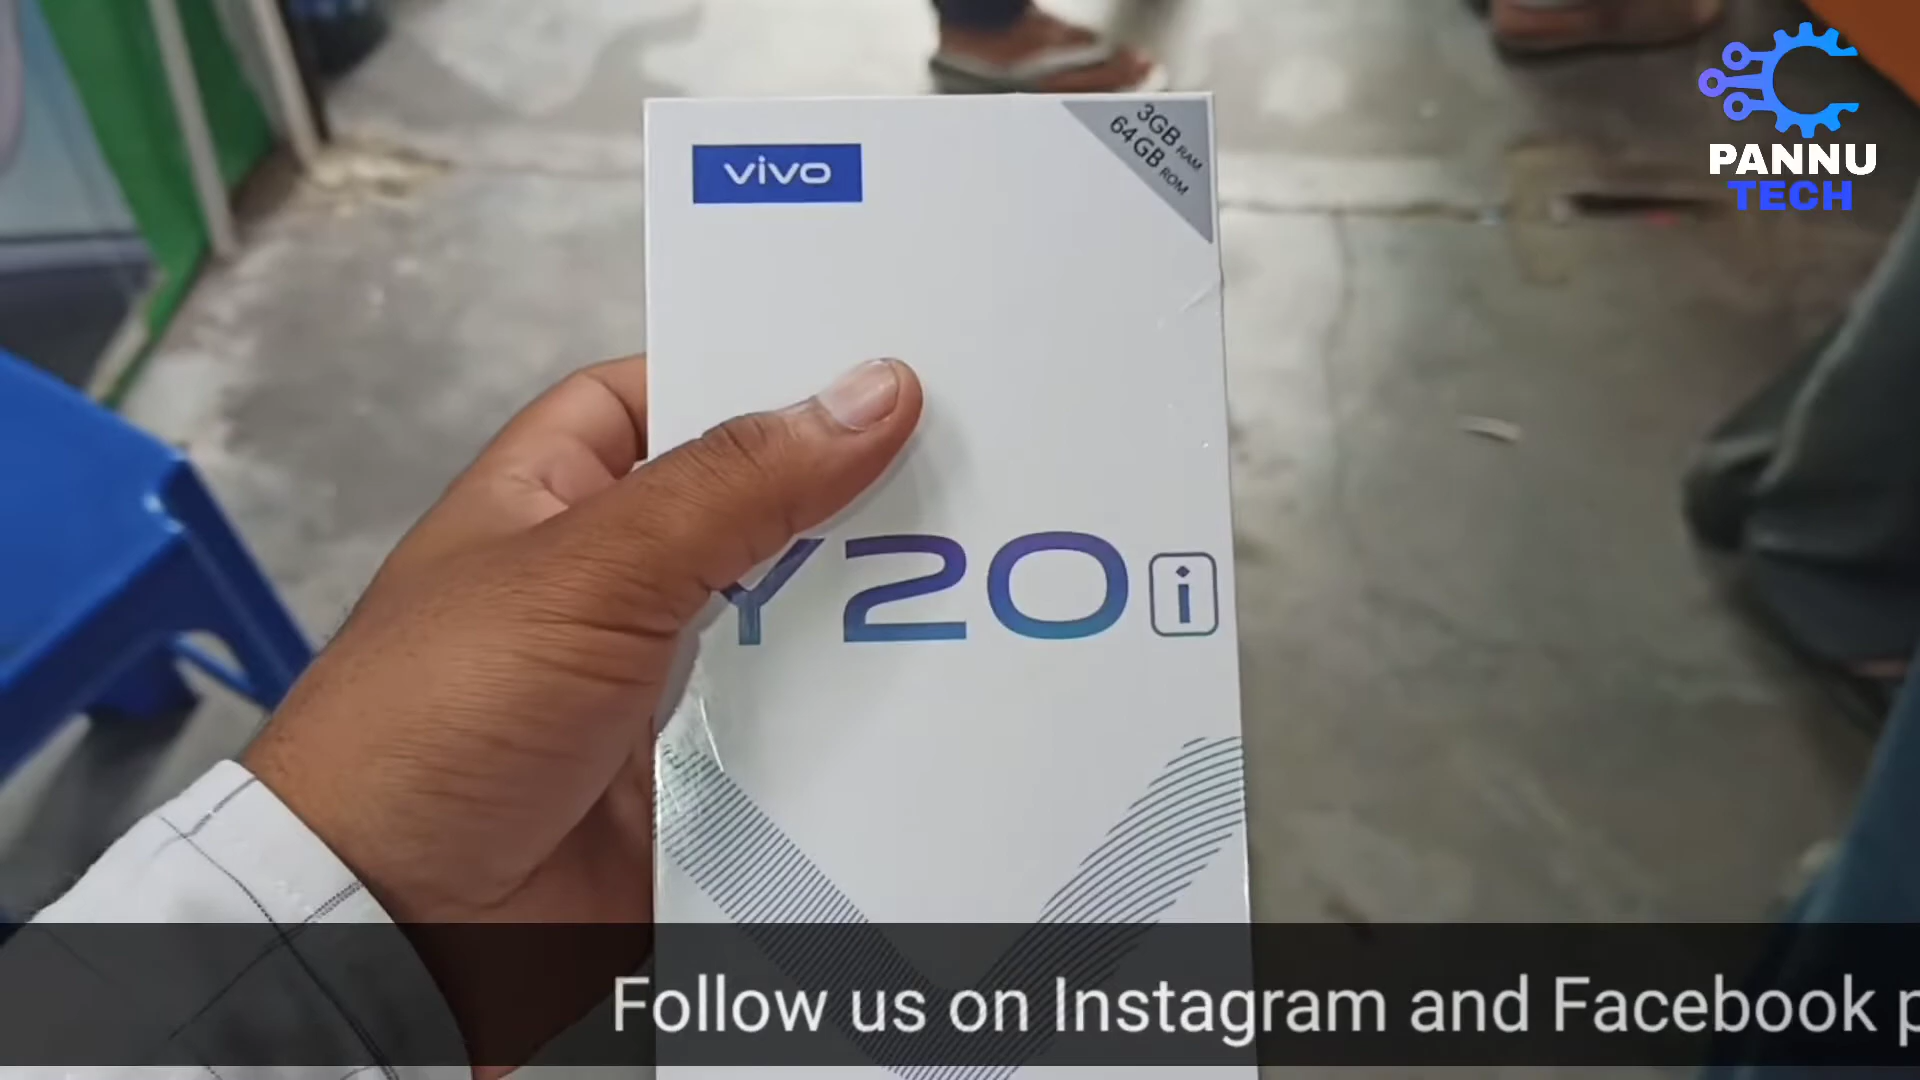 vivo
3GB RAM
64GB ROM
PANNU
TECH
Y20i
Follow us on Instagram and Facebook